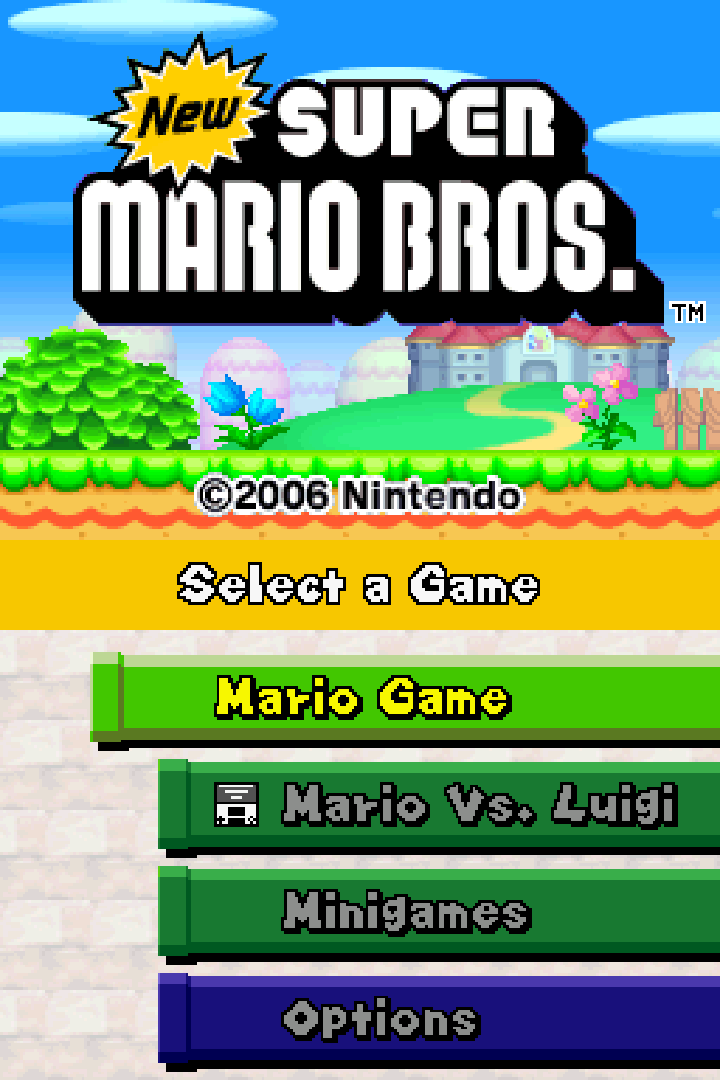 New SUPER
MARIO BROS.
TM
©2006 Nintendo
Select a Game
Mario Game
Mario Vs. Luigi
Minigames
Options